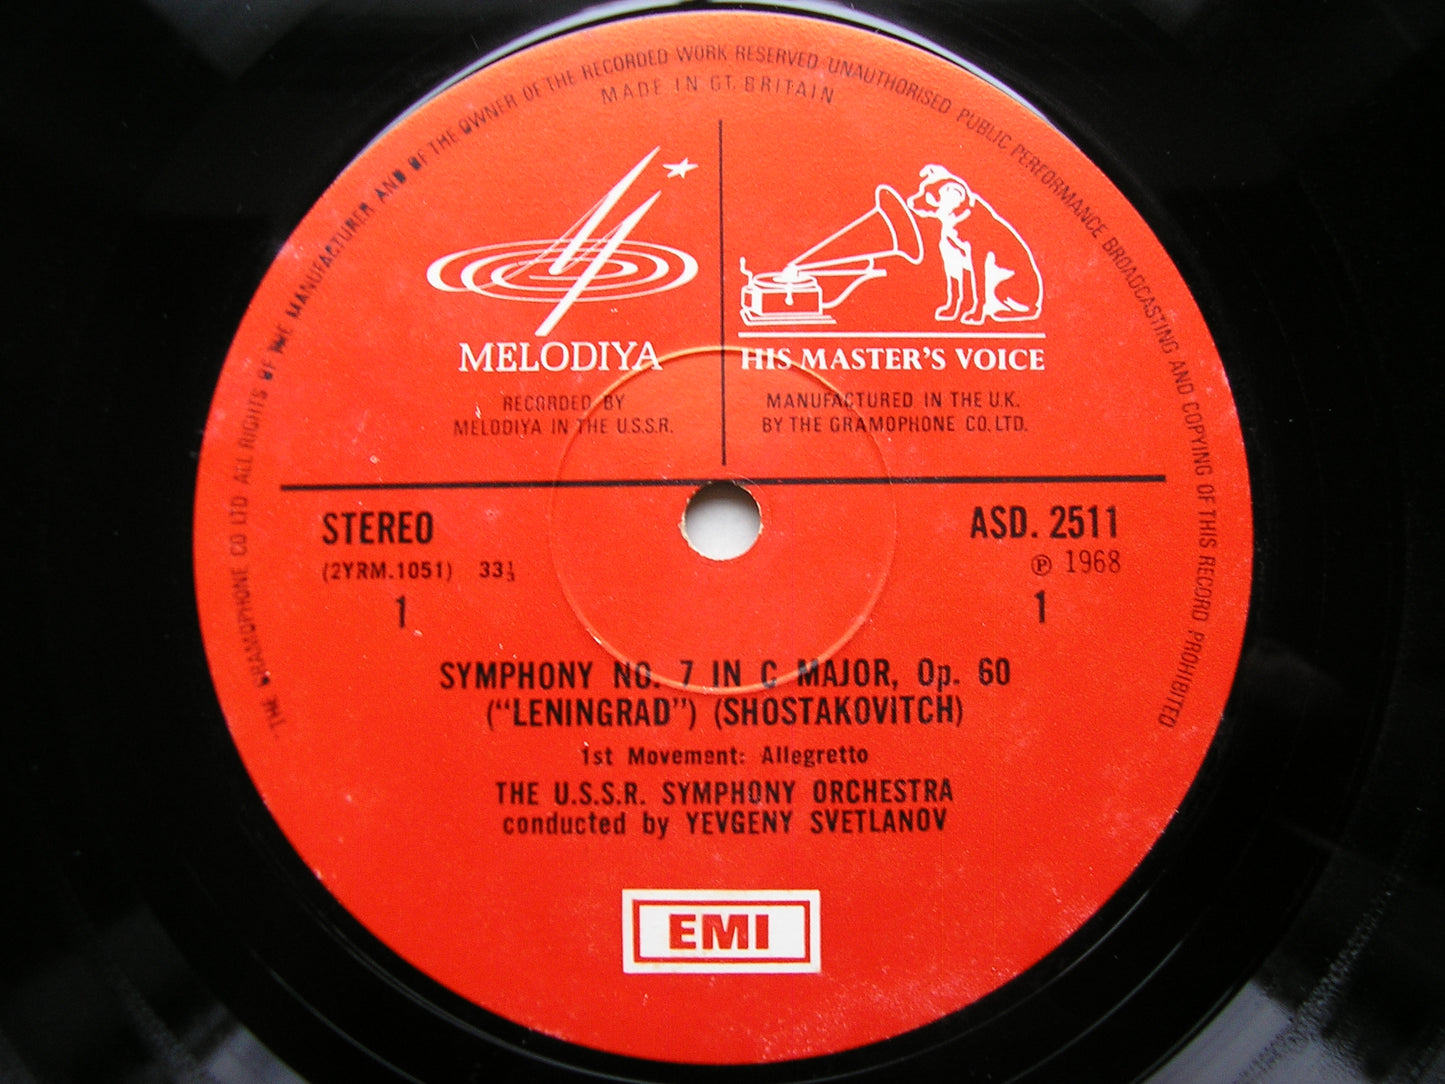 THE GRAMOPHONE CO LTD ALL RIGHTS OF THE MANUFACTURER AND OF THE OWNER OF THE RECORDED WORK RESERVED UNAUTHORISED PUBLIC PERFORMANCE BROADCASTING AND COPYING OF THIS RECORD PROHIBITED
MADE IN GT. BRITAIN
MELODIYA
RECORDED BY
MELODIYA IN THE U.S.S.R.
HIS MASTER'S VOICE
MANUFACTURED IN THE U.K.
BY THE GRAMOPHONE CO. LTD.
STEREO
(2YRM.1051) 33⅓
1
ASD. 2511
℗ 1968
1
SYMPHONY NO. 7 IN C MAJOR, Op. 60
("LENINGRAD") (SHOSTAKOVITCH)
1st Movement: Allegretto
THE U.S.S.R. SYMPHONY ORCHESTRA
conducted by YEVGENY SVETLANOV
EMI